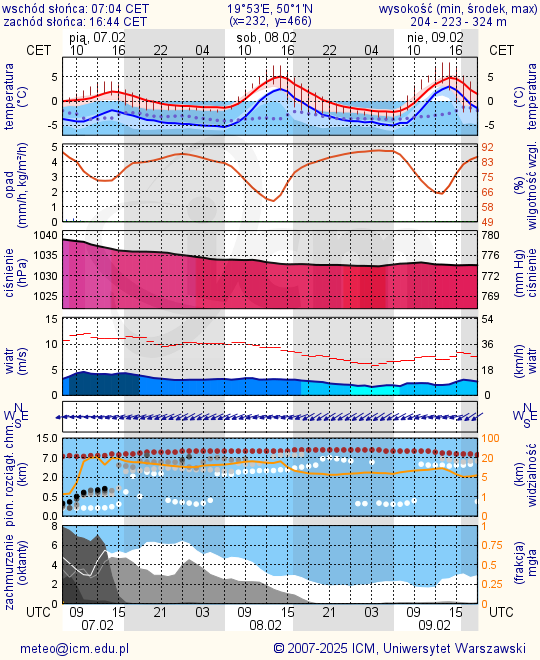 wschód słońca: 07:04 CET 19°53'E, 50°1'N wysokość (min, środek, max)
zachód słońca: 16:44 CET (x=232, y=466) 204 - 223 - 324 m
pią, 07.02 sob, 08.02 nie, 09.02
CET 10 16 22 04 10 16 22 04 10 16 CET
temperatura (°C)
5
0
-5
temperatura (°C)
5
0
-5
opad (mm/h, kg/m²/h)
5
4
3
2
1
0
wilgotność wzgl. (%)
92
83
75
66
58
49
ciśnienie (hPa)
1040
1035
1030
1025
ciśnienie (mm Hg)
780
776
772
769
wiatr (m/s)
15
10
5
0
wiatr (km/h)
54
36
18
0
N
W E
S
N
W E
S
pion. rozciągł. chm. (km)
15.0
7.0
2.0
0.5
0.0
widzialność (km)
100
20
5
1
0
zachmurzenie (oktanty)
8
6
4
2
0
mgła (frakcja)
1
0.75
0.5
0.25
0
UTC 09 15 21 03 09 15 21 03 09 15 UTC
07.02 08.02 09.02
meteo@icm.edu.pl © 2007-2025 ICM, Uniwersytet Warszawski